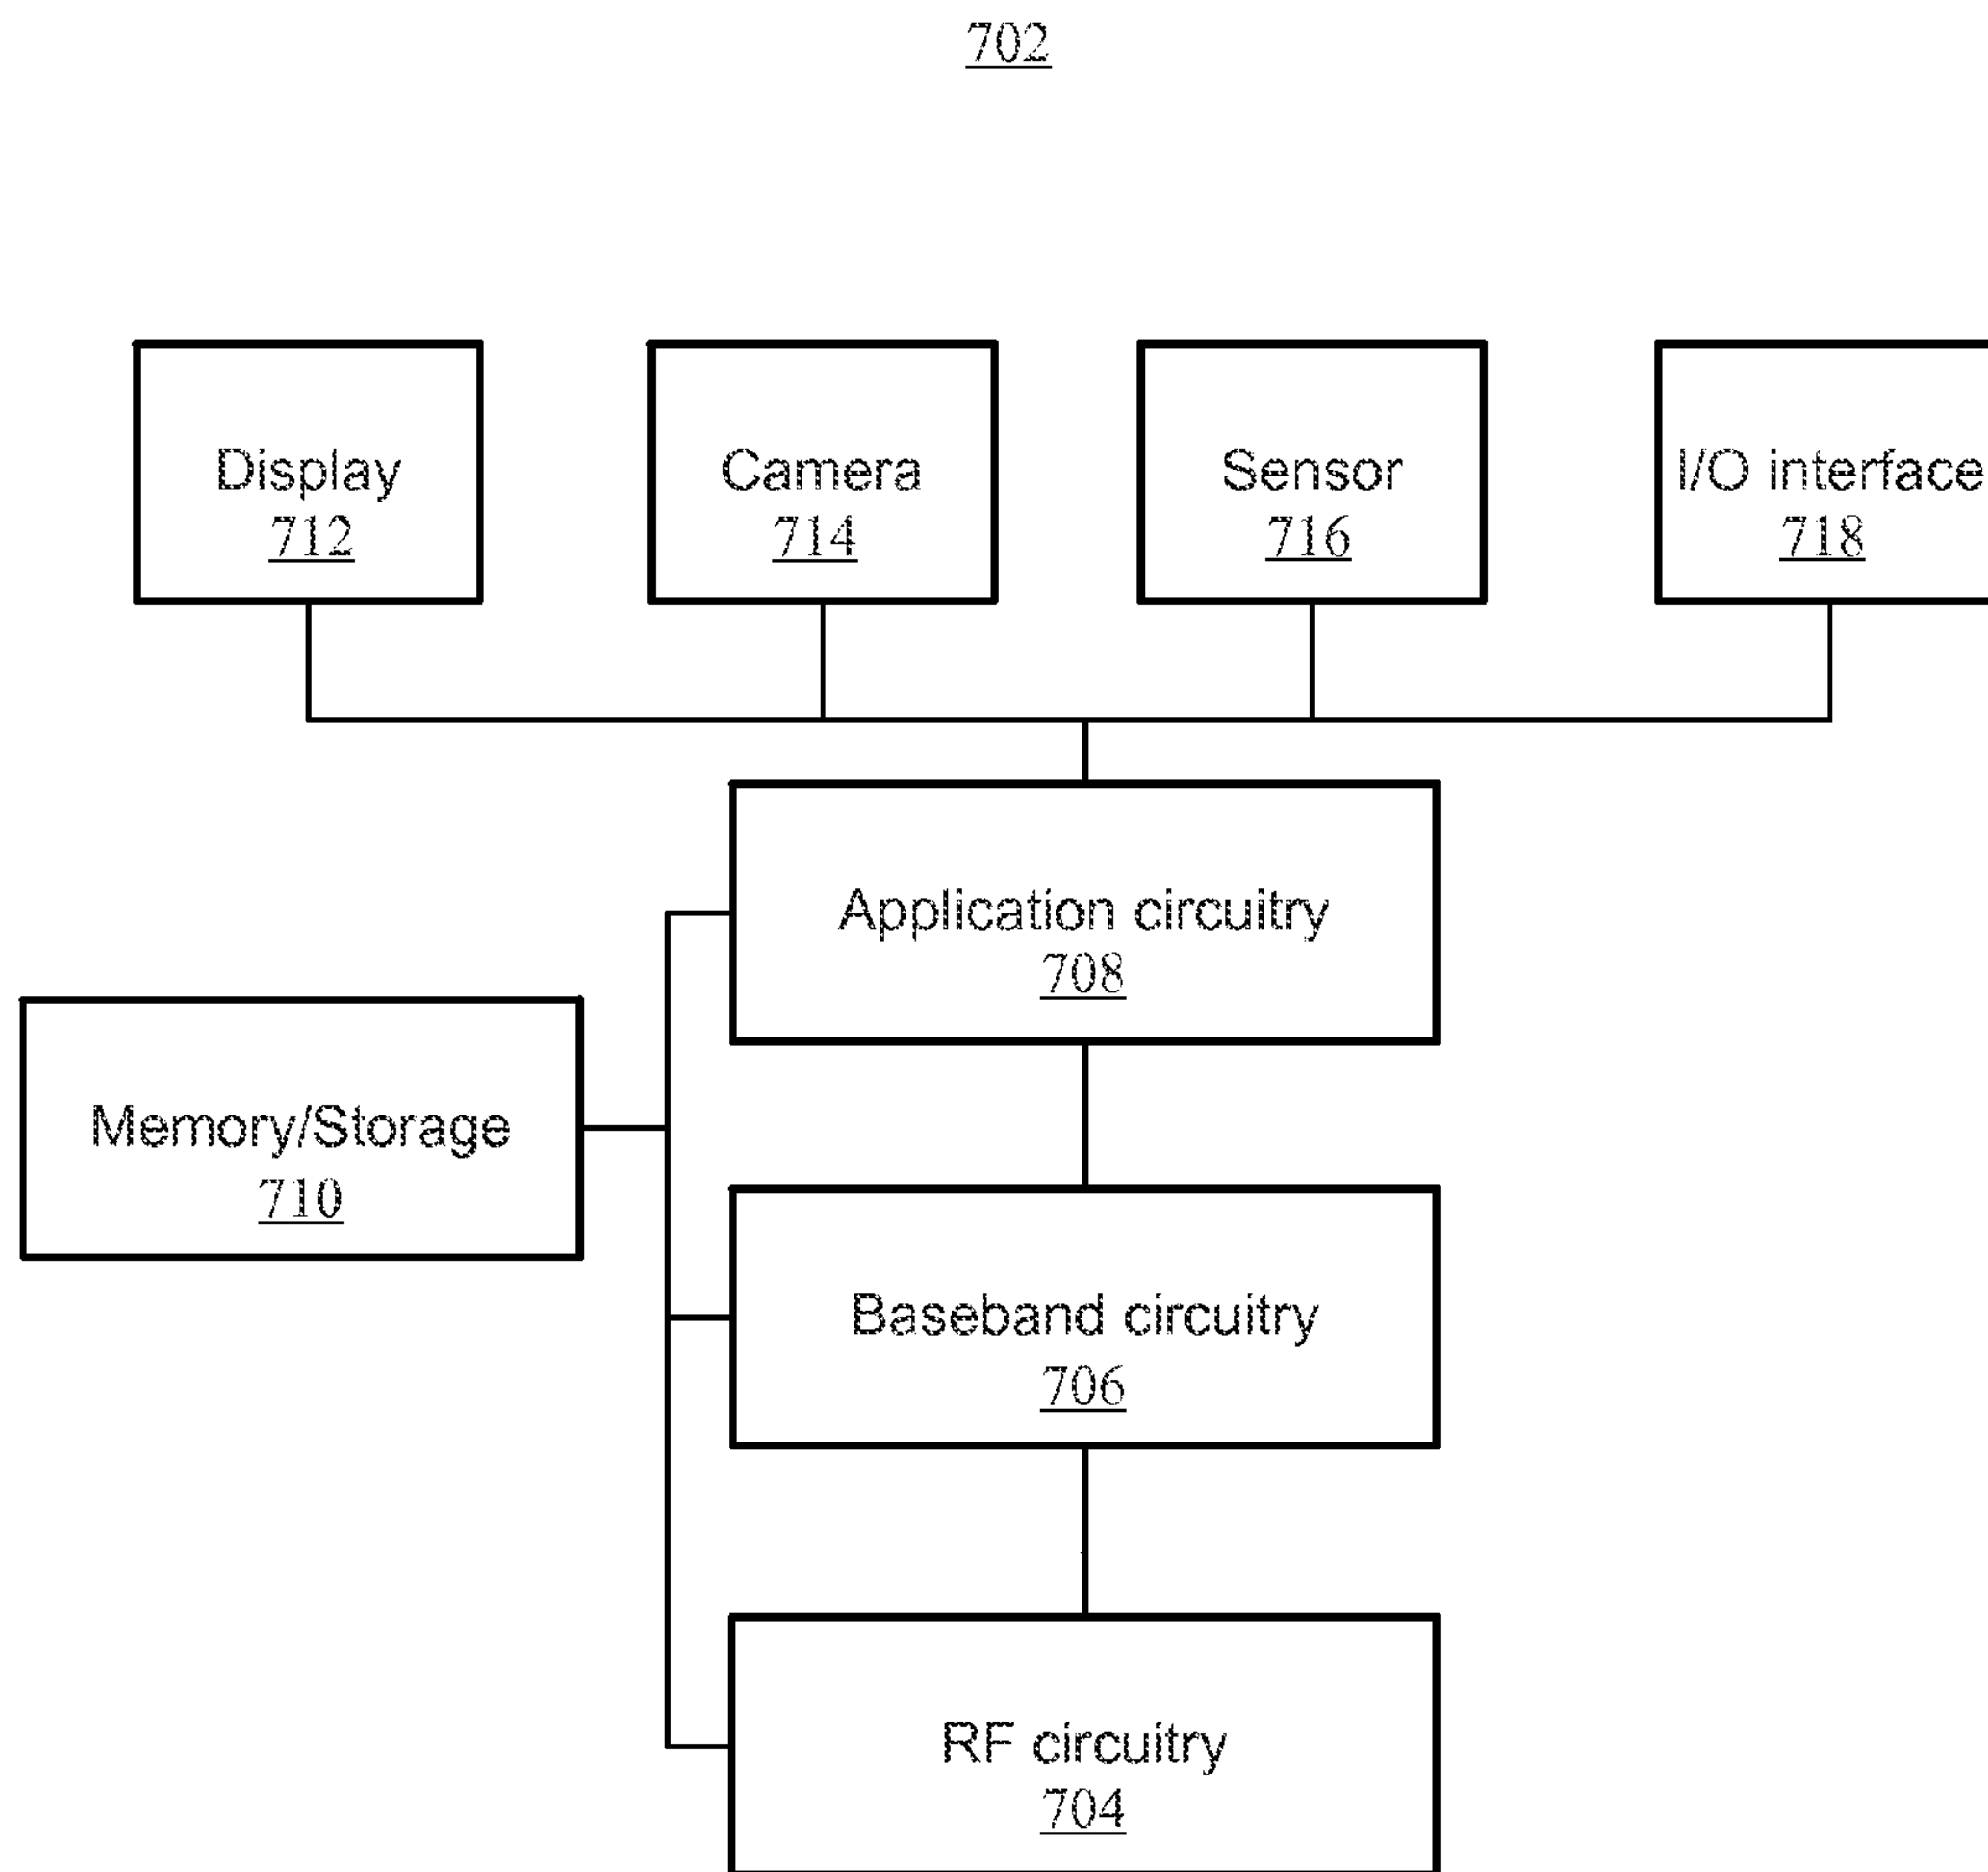 702
Display
712
Camera
714
Sensor
716
I/O interface
718
Application circuitry
708
Memory/Storage
710
Baseband circuitry
706
RF circuitry
704